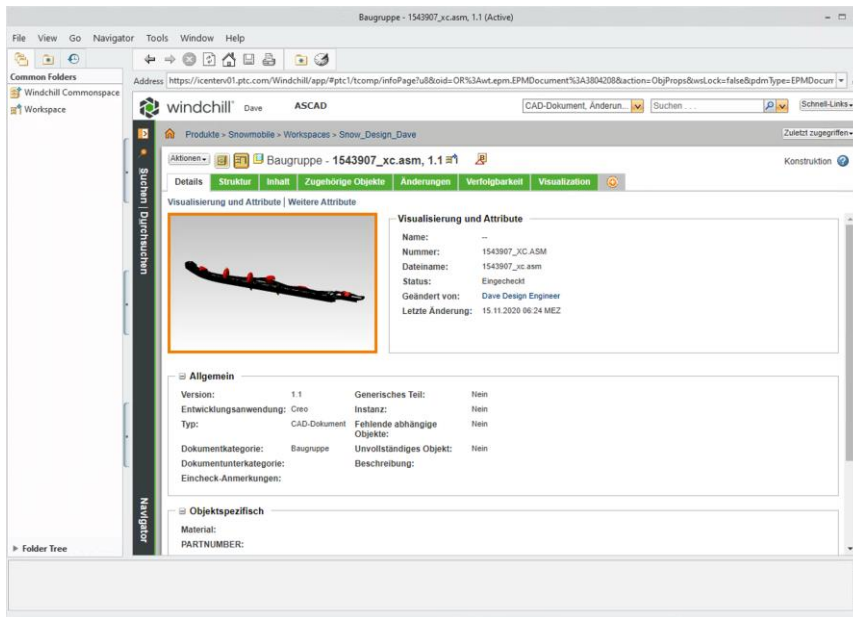 Baugruppe - 1543907_xc.asm, 1.1 (Active)
File View Go Navigator Tools Window Help
Common Folders
Windchill Commonspace
Workspace
Folder Tree
Address https://icenterv01.ptc.com/Windchill/app/#ptc1/tcomp/infoPage?u8&oid=OR%3Awt.epm.EPMDocument%3A3804208&action=ObjProps&wsLock=false&pdmType=EPMDocum
windchill Dave ASCAD CAD-Dokument, Änderun... Suchen . . . Schnell-Links
Produkte > Snowmobile > Workspaces > Snow_Design_Dave Zuletzt zugegriffen
Suchen | Durchsuchen
Navigator
Aktionen Baugruppe - 1543907_xc.asm, 1.1 Konstruktion
Details Struktur Inhalt Zugehörige Objekte Änderungen Verfolgbarkeit Visualization
Visualisierung und Attribute | Weitere Attribute
Visualisierung und Attribute
Name: --
Nummer: 1543907_XC.ASM
Dateiname: 1543907_xc.asm
Status: Eingecheckt
Geändert von: Dave Design Engineer
Letzte Änderung: 15.11.2020 06:24 MEZ
Allgemein
Version: 1.1 Generisches Teil: Nein
Entwicklungsanwendung: Creo Instanz: Nein
Typ: CAD-Dokument Fehlende abhängige Objekte: Nein
Dokumentkategorie: Baugruppe Unvollständiges Objekt: Nein
Dokumentunterkategorie: Beschreibung:
Eincheck-Anmerkungen:
Objektspezifisch
Material:
PARTNUMBER: